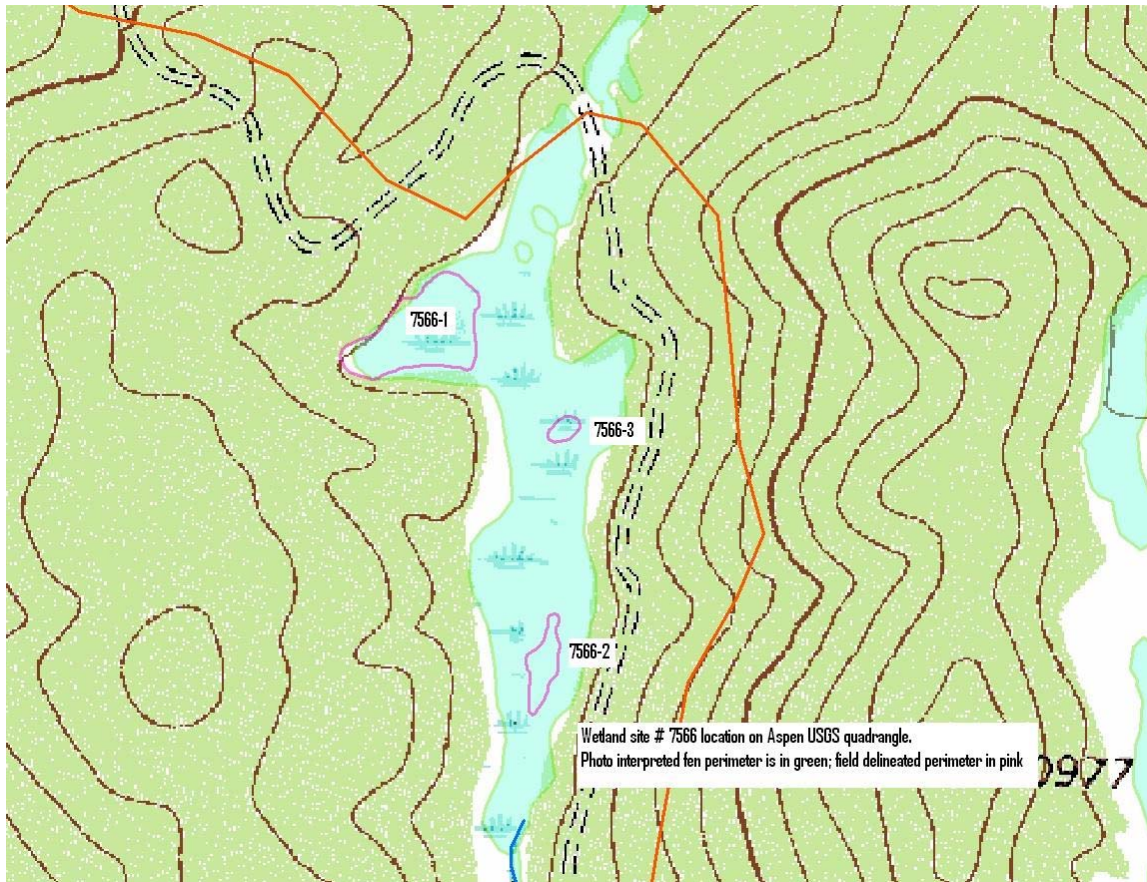 7566-1
7566-3
7566-2
Wetland site # 7566 location on Aspen USGS quadrangle.
Photo interpreted fen perimeter is in green; field delineated perimeter in pink